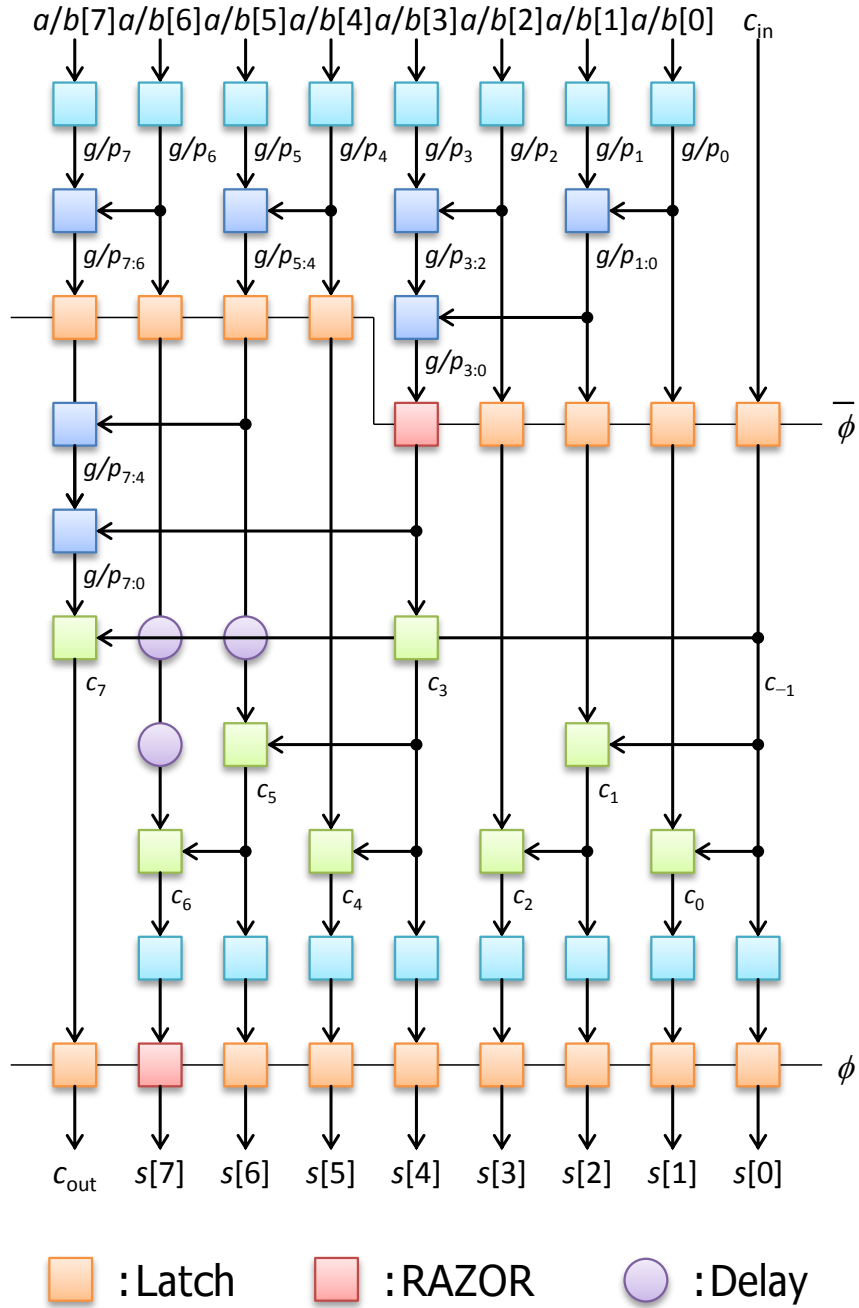 a/b[7] a/b[6] a/b[5] a/b[4] a/b[3] a/b[2] a/b[1] a/b[0] c_in
g/p_7 g/p_6 g/p_5 g/p_4 g/p_3 g/p_2 g/p_1 g/p_0
g/p_7:6 g/p_5:4 g/p_3:2 g/p_1:0
g/p_3:0
ϕ̅
g/p_7:4
g/p_7:0
c_7 c_3 c_–1
c_5 c_1
c_6 c_4 c_2 c_0
ϕ
c_out s[7] s[6] s[5] s[4] s[3] s[2] s[1] s[0]
:Latch :RAZOR :Delay